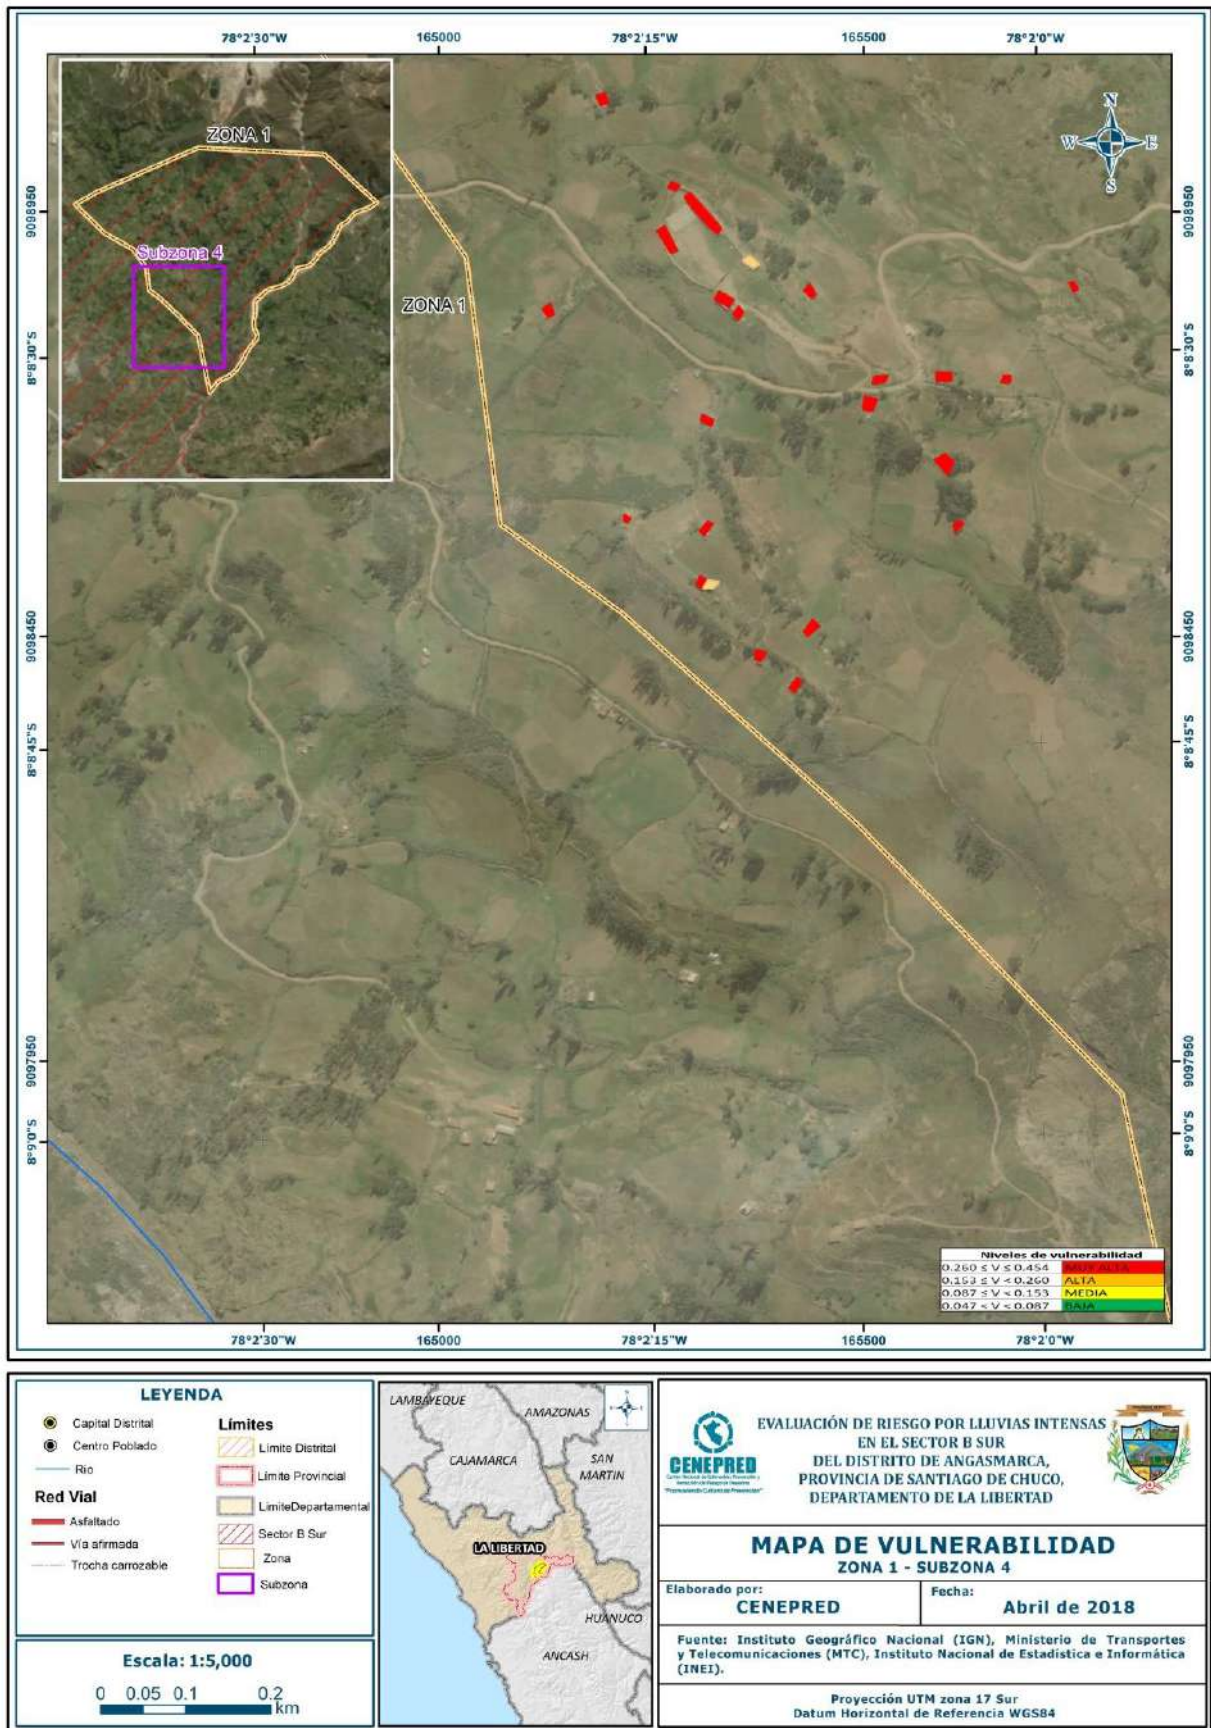 78°2'30"W 165000 78°2'15"W 165500 78°2'0"W
ZONA 1
Subzona 4
ZONA 1
N
W E
S
9098950
8°8'30"S
9098450
8°8'45"S
9097950
8°9'0"S
9098950
8°8'30"S
9098450
8°8'45"S
9097950
8°9'0"S
Niveles de vulnerabilidad
0.260 ≤ V ≤ 0.454 MUY ALTA
0.153 ≤ V < 0.260 ALTA
0.087 ≤ V < 0.153 MEDIA
0.047 < V < 0.087 BAJA
78°2'30"W 165000 78°2'15"W 165500 78°2'0"W
LEYENDA
Capital Distrital
Centro Poblado
Rio
Red Vial
Asfaltado
Vía afirmada
Trocha carrozable
Límites
Límite Distrital
Límite Provincial
LimiteDepartamental
Sector B Sur
Zona
Subzona
Escala: 1:5,000
0 0.05 0.1 0.2
km
LAMBAYEQUE
AMAZONAS
CAJAMARCA
SAN
MARTIN
LA LIBERTAD
HUANUCO
ANCASH
CENEPRED
EVALUACIÓN DE RIESGO POR LLUVIAS INTENSAS
EN EL SECTOR B SUR
DEL DISTRITO DE ANGASMARCA,
PROVINCIA DE SANTIAGO DE CHUCO,
DEPARTAMENTO DE LA LIBERTAD
MAPA DE VULNERABILIDAD
ZONA 1 - SUBZONA 4
Elaborado por:
CENEPRED
Fecha:
Abril de 2018
Fuente: Instituto Geográfico Nacional (IGN), Ministerio de Transportes
y Telecomunicaciones (MTC), Instituto Nacional de Estadística e Informática
(INEI).
Proyección UTM zona 17 Sur
Datum Horizontal de Referencia WGS84